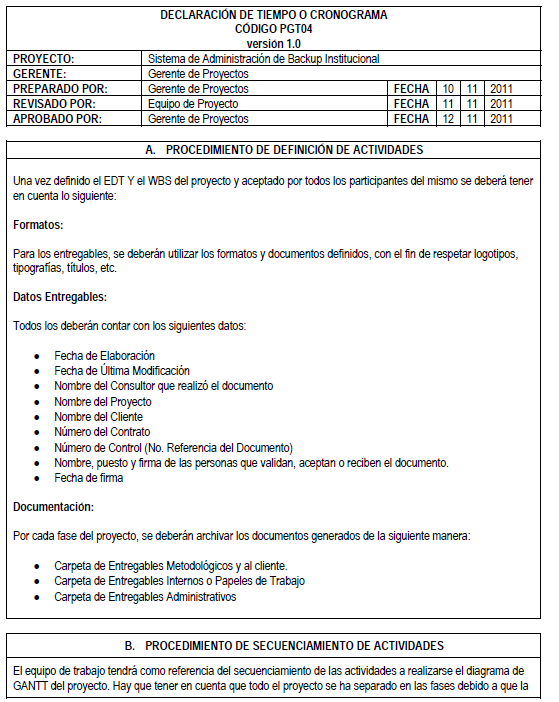 DECLARACIÓN DE TIEMPO O CRONOGRAMA
CÓDIGO PGT04
versión 1.0
PROYECTO: Sistema de Administración de Backup Institucional
GERENTE: Gerente de Proyectos
PREPARADO POR: Gerente de Proyectos FECHA 10 11 2011
REVISADO POR: Equipo de Proyecto FECHA 11 11 2011
APROBADO POR: Gerente de Proyectos FECHA 12 11 2011
A. PROCEDIMIENTO DE DEFINICIÓN DE ACTIVIDADES
Una vez definido el EDT Y el WBS del proyecto y aceptado por todos los participantes del mismo se deberá tener
en cuenta lo siguiente:
Formatos:
Para los entregables, se deberán utilizar los formatos y documentos definidos, con el fin de respetar logotipos,
tipografías, títulos, etc.
Datos Entregables:
Todos los deberán contar con los siguientes datos:
• Fecha de Elaboración
• Fecha de Última Modificación
• Nombre del Consultor que realizó el documento
• Nombre del Proyecto
• Nombre del Cliente
• Número del Contrato
• Número de Control (No. Referencia del Documento)
• Nombre, puesto y firma de las personas que validan, aceptan o reciben el documento.
• Fecha de firma
Documentación:
Por cada fase del proyecto, se deberán archivar los documentos generados de la siguiente manera:
• Carpeta de Entregables Metodológicos y al cliente.
• Carpeta de Entregables Internos o Papeles de Trabajo
• Carpeta de Entregables Administrativos
B. PROCEDIMIENTO DE SECUENCIAMIENTO DE ACTIVIDADES
El equipo de trabajo tendrá como referencia del secuenciamiento de las actividades a realizarse el diagrama de
GANTT del proyecto. Hay que tener en cuenta que todo el proyecto se ha separado en las fases debido a que la